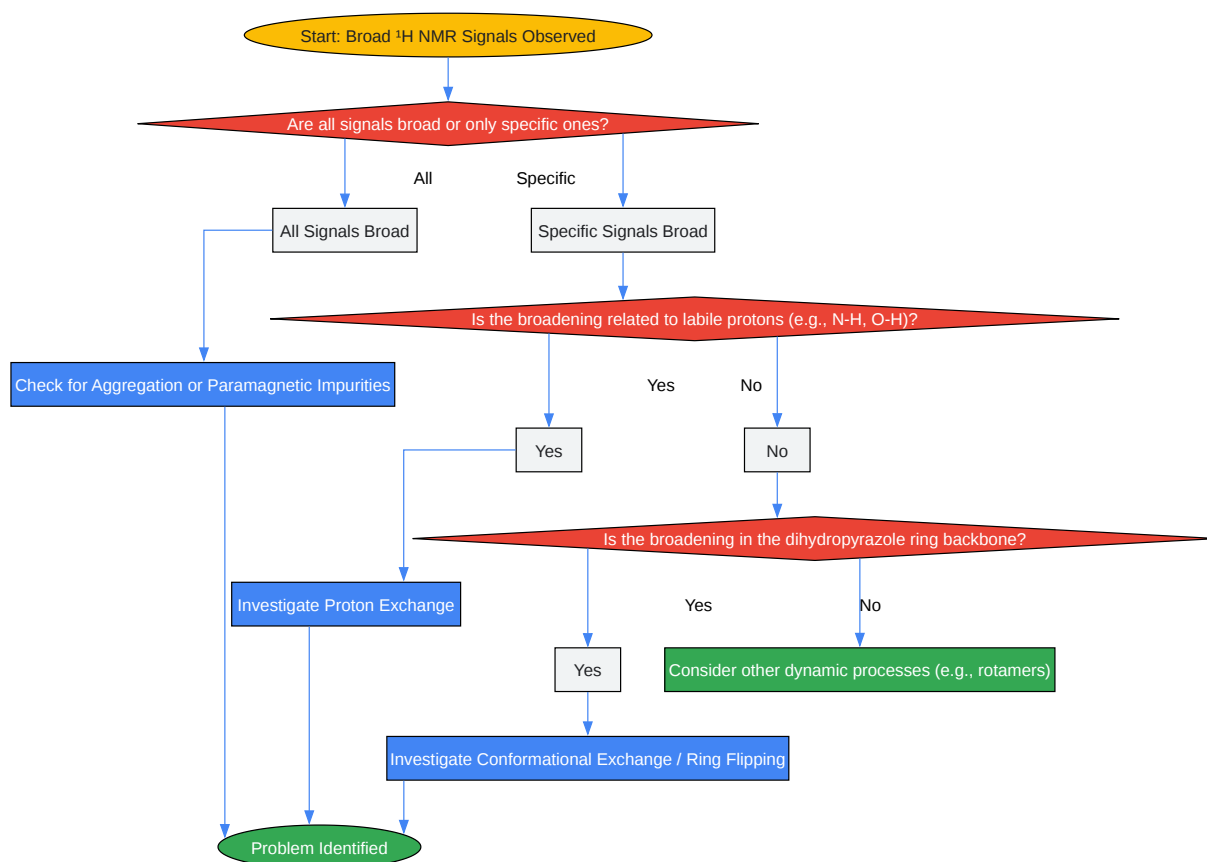 Start: Broad ¹H NMR Signals Observed
Are all signals broad or only specific ones?
All
Specific
All Signals Broad
Specific Signals Broad
Is the broadening related to labile protons (e.g., N-H, O-H)?
Check for Aggregation or Paramagnetic Impurities
Yes
No
Yes
No
Is the broadening in the dihydropyrazole ring backbone?
Investigate Proton Exchange
Yes
No
Yes
Consider other dynamic processes (e.g., rotamers)
Investigate Conformational Exchange / Ring Flipping
Problem Identified